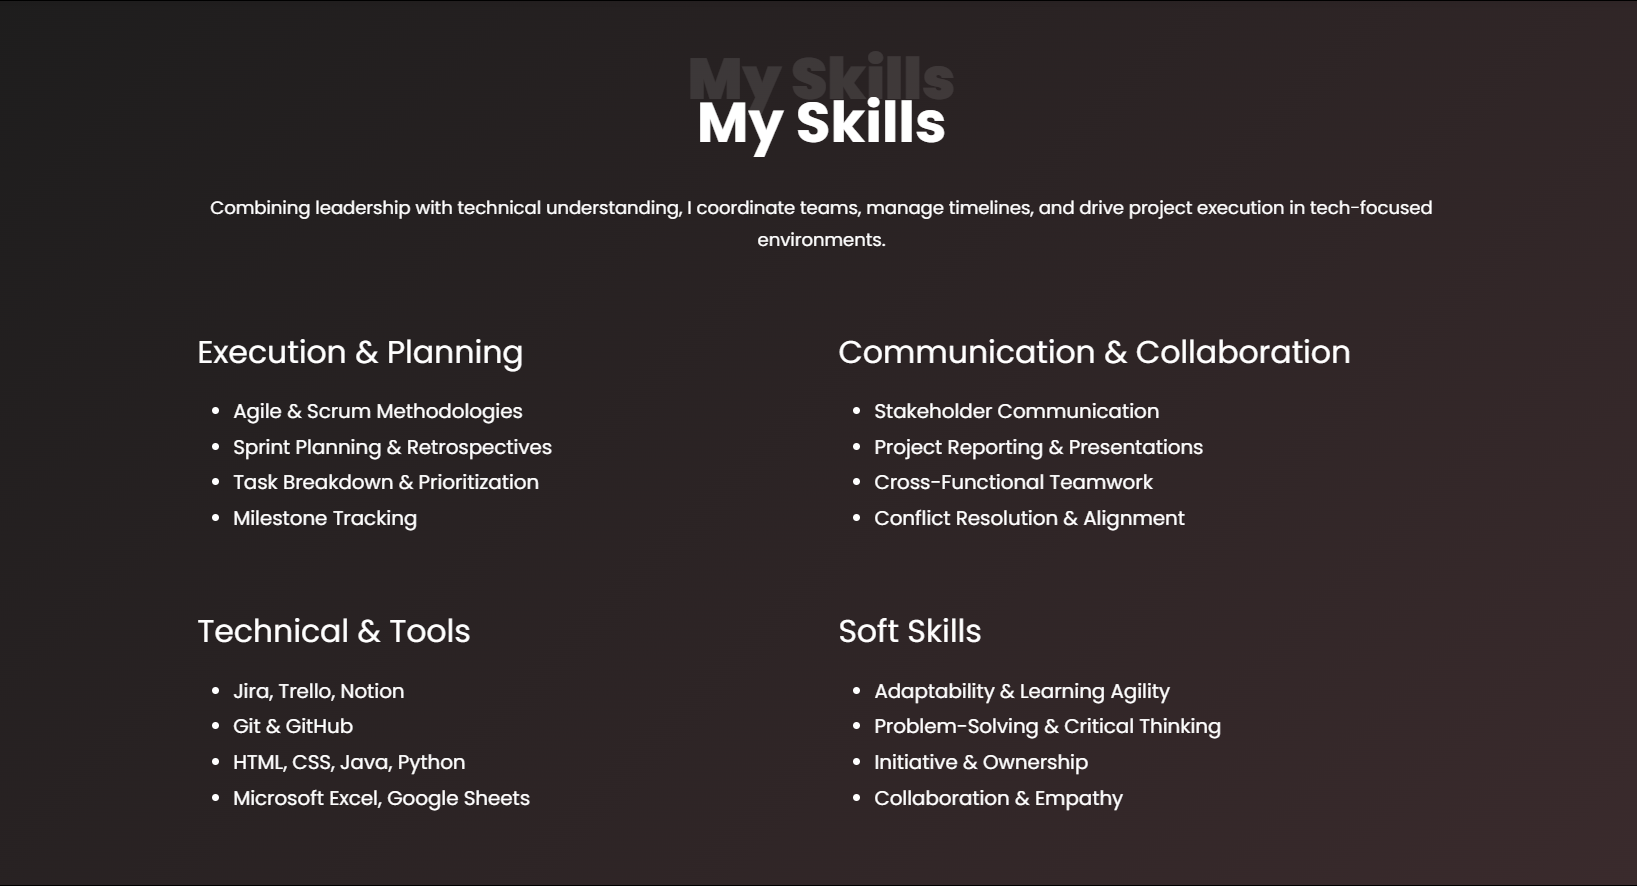 My Skills
My Skills
Combining leadership with technical understanding, I coordinate teams, manage timelines, and drive project execution in tech-focused
environments.
Execution & Planning
• Agile & Scrum Methodologies
• Sprint Planning & Retrospectives
• Task Breakdown & Prioritization
• Milestone Tracking
Communication & Collaboration
• Stakeholder Communication
• Project Reporting & Presentations
• Cross-Functional Teamwork
• Conflict Resolution & Alignment
Technical & Tools
• Jira, Trello, Notion
• Git & GitHub
• HTML, CSS, Java, Python
• Microsoft Excel, Google Sheets
Soft Skills
• Adaptability & Learning Agility
• Problem-Solving & Critical Thinking
• Initiative & Ownership
• Collaboration & Empathy